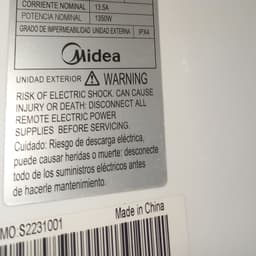 CORRIENTE NOMINAL 13.5A
POTENCIA NOMINAL 1350W
GRADO DE IMPERMEABILIDAD UNIDAD EXTERNA IPX4
Midea
UNIDAD EXTERIOR WARNING
RISK OF ELECTRIC SHOCK. CAN CAUSE
INJURY OR DEATH: DISCONNECT ALL
REMOTE ELECTRIC POWER
SUPPLIES BEFORE SERVICING.
Cuidado: Riesgo de descarga eléctrica,
puede causar heridas o muerte: desconecte
todo de los suministros eléctricos antes
de hacerle mantenimiento.
Made in China
MO:S2231001